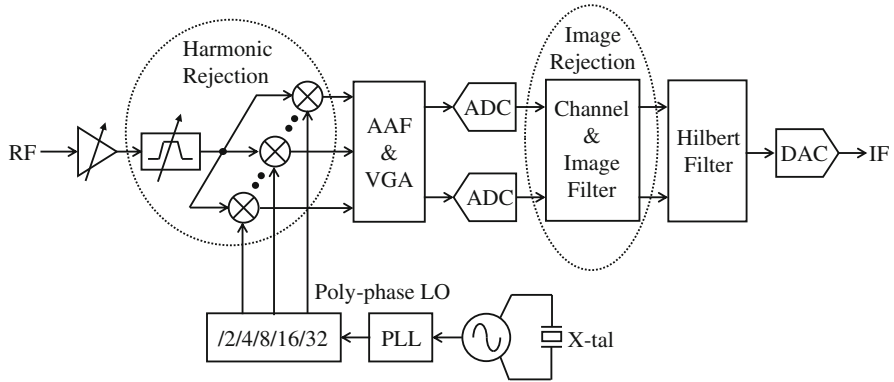 Harmonic
Rejection
Image
Rejection
RF
AAF
&
VGA
ADC
ADC
Channel
&
Image
Filter
Hilbert
Filter
DAC
IF
Poly-phase LO
/2/4/8/16/32
PLL
X-tal